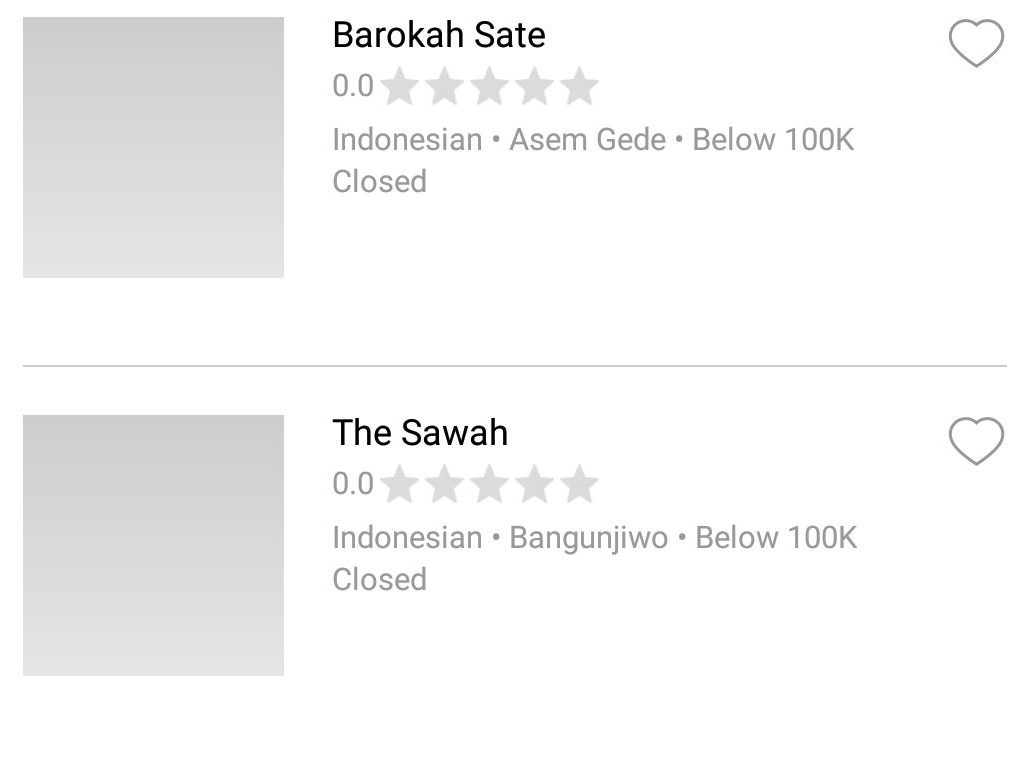 Barokah Sate
0.0
Indonesian • Asem Gede • Below 100K
Closed
The Sawah
0.0
Indonesian • Bangunjiwo • Below 100K
Closed